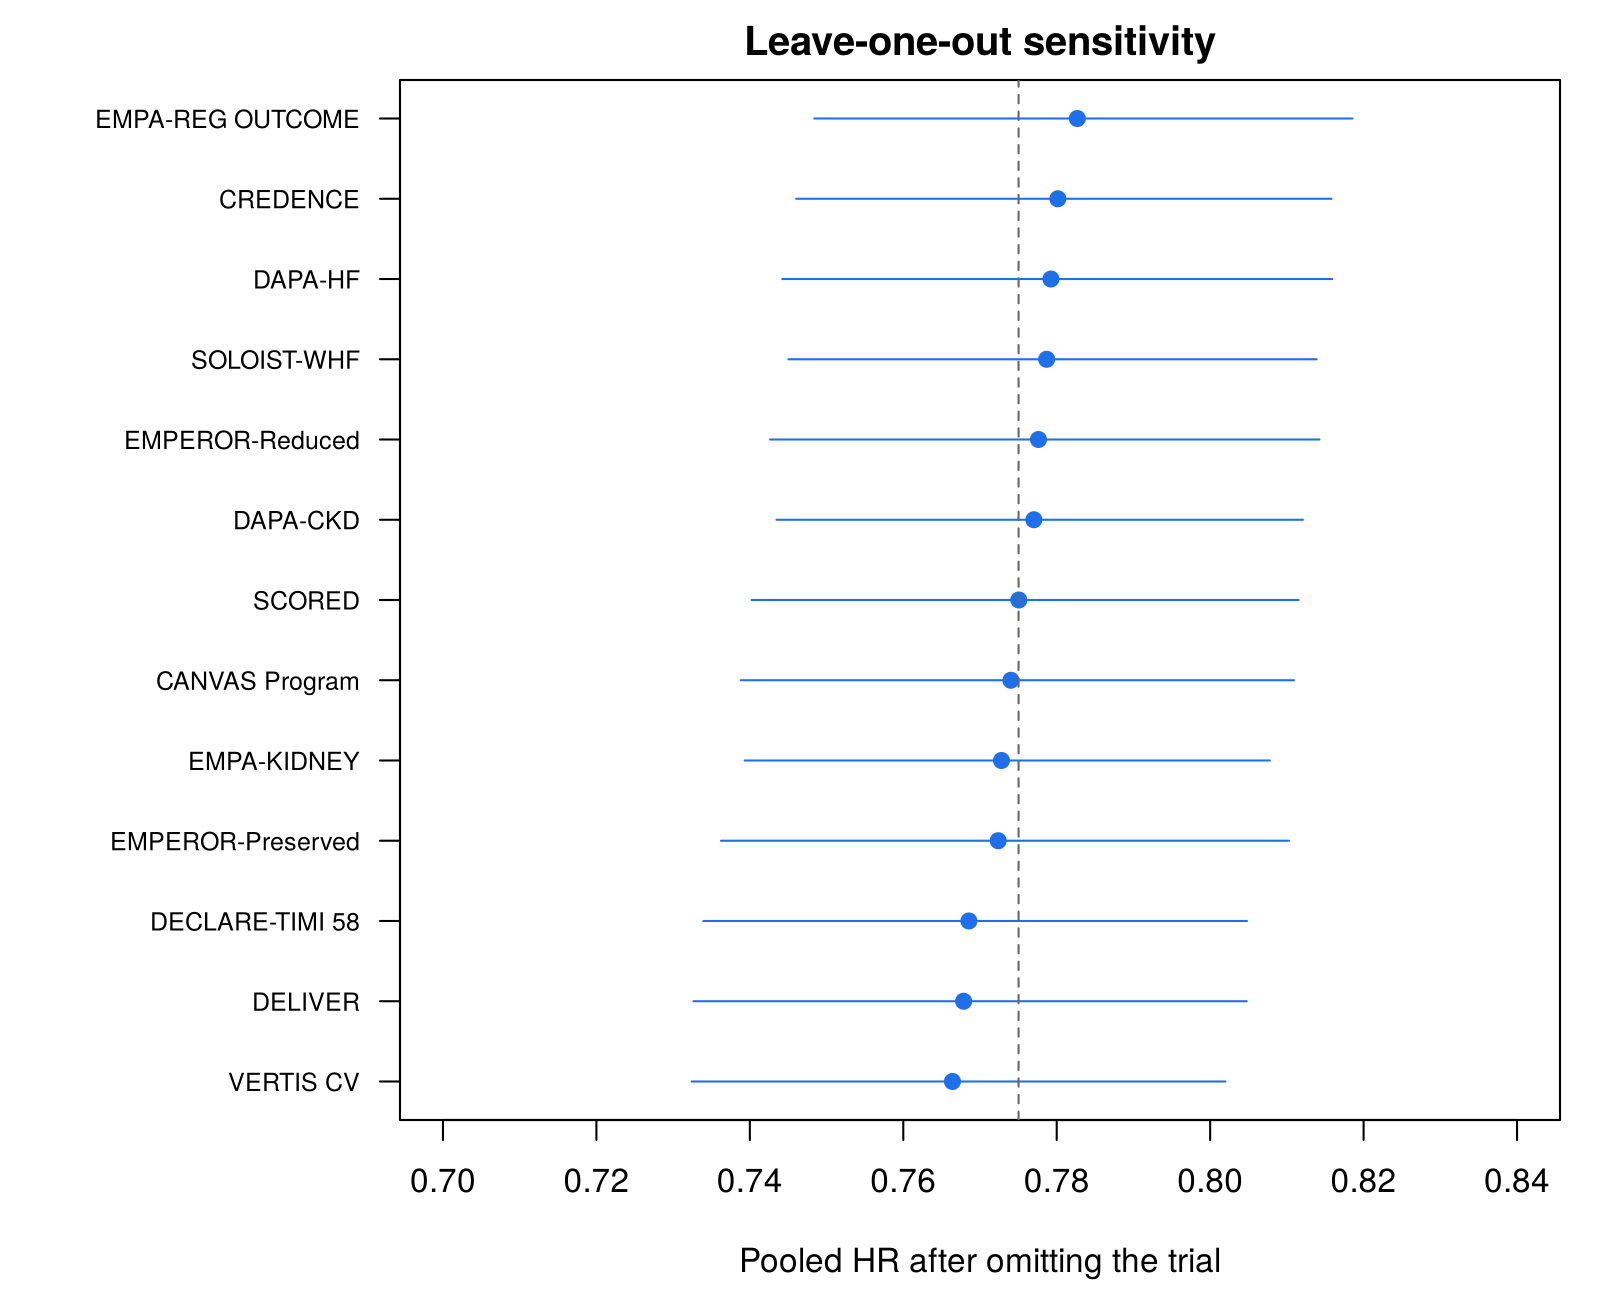 Leave-one-out sensitivity
EMPA-REG OUTCOME
CREDENCE
DAPA-HF
SOLOIST-WHF
EMPEROR-Reduced
DAPA-CKD
SCORED
CANVAS Program
EMPA-KIDNEY
EMPEROR-Preserved
DECLARE-TIMI 58
DELIVER
VERTIS CV
0.70 0.72 0.74 0.76 0.78 0.80 0.82 0.84
Pooled HR after omitting the trial